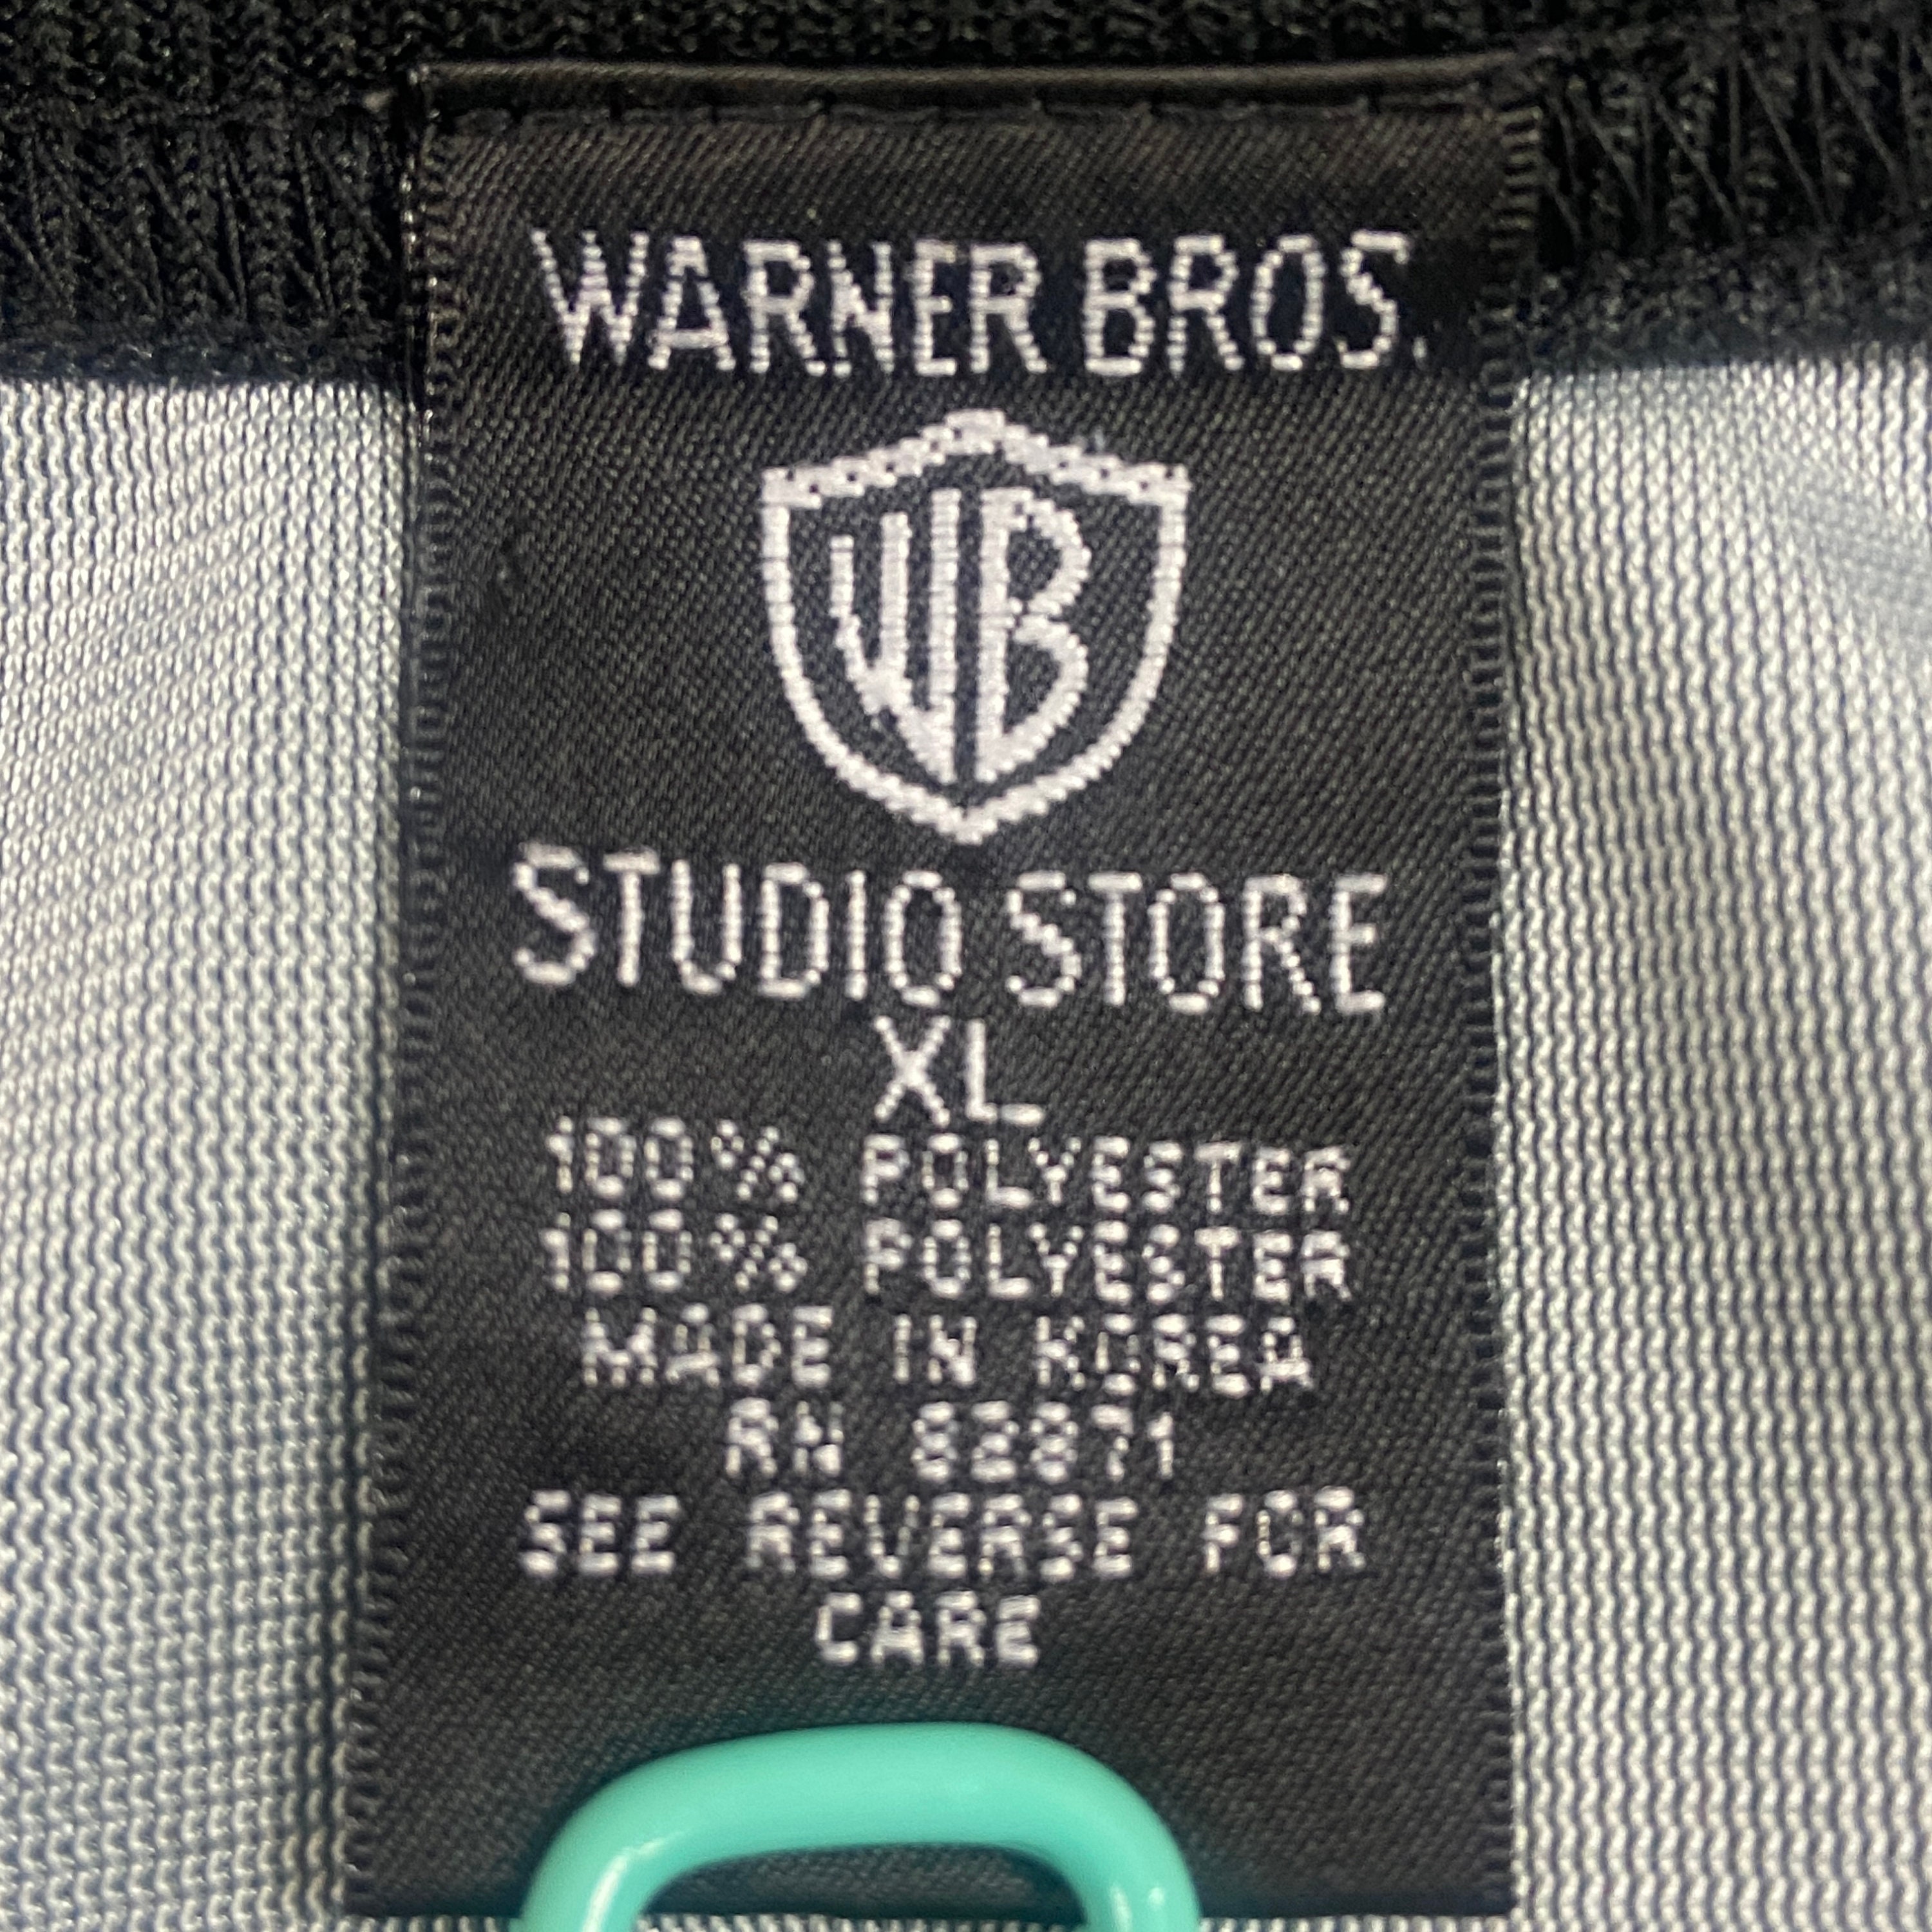 WARNER BROS.
WB
STUDIO STORE
XL
100% POLYESTER
100% POLYESTER
MADE IN KOREA
RN 82871
SEE REVERSE FOR
CARE